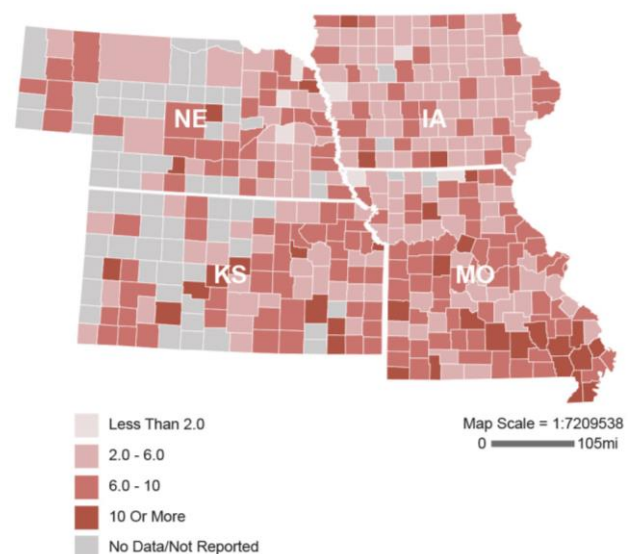 NE
IA
KS
MO
Less Than 2.0
2.0 - 6.0
6.0 - 10
10 Or More
No Data/Not Reported
Map Scale = 1:7209538
0 105mi